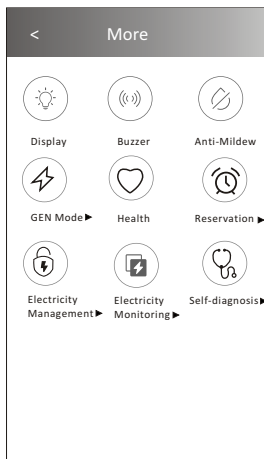 < More
Display Buzzer Anti-Mildew
GEN Mode▶ Health Reservation▶
Electricity Management▶
Electricity Monitoring▶
Self-diagnosis▶